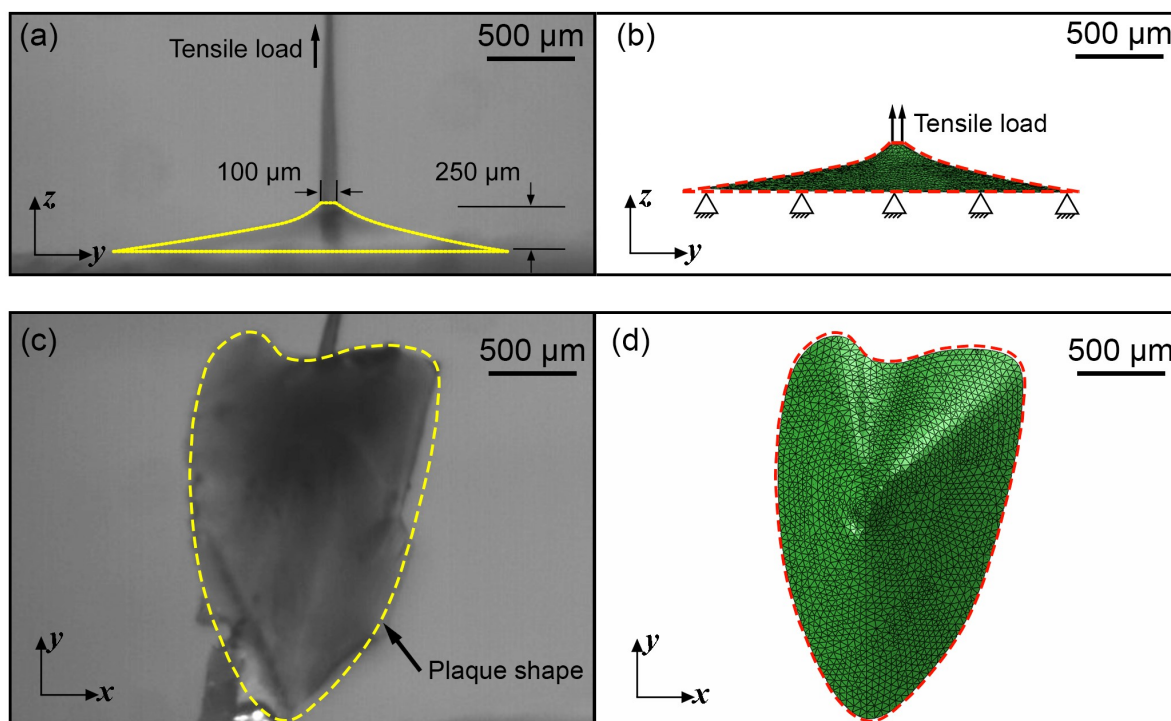 (a)
Tensile load
500 μm
100 μm
250 μm
z
y
(b)
500 μm
Tensile load
z
y
(c)
500 μm
y
x
Plaque shape
(d)
500 μm
y
x